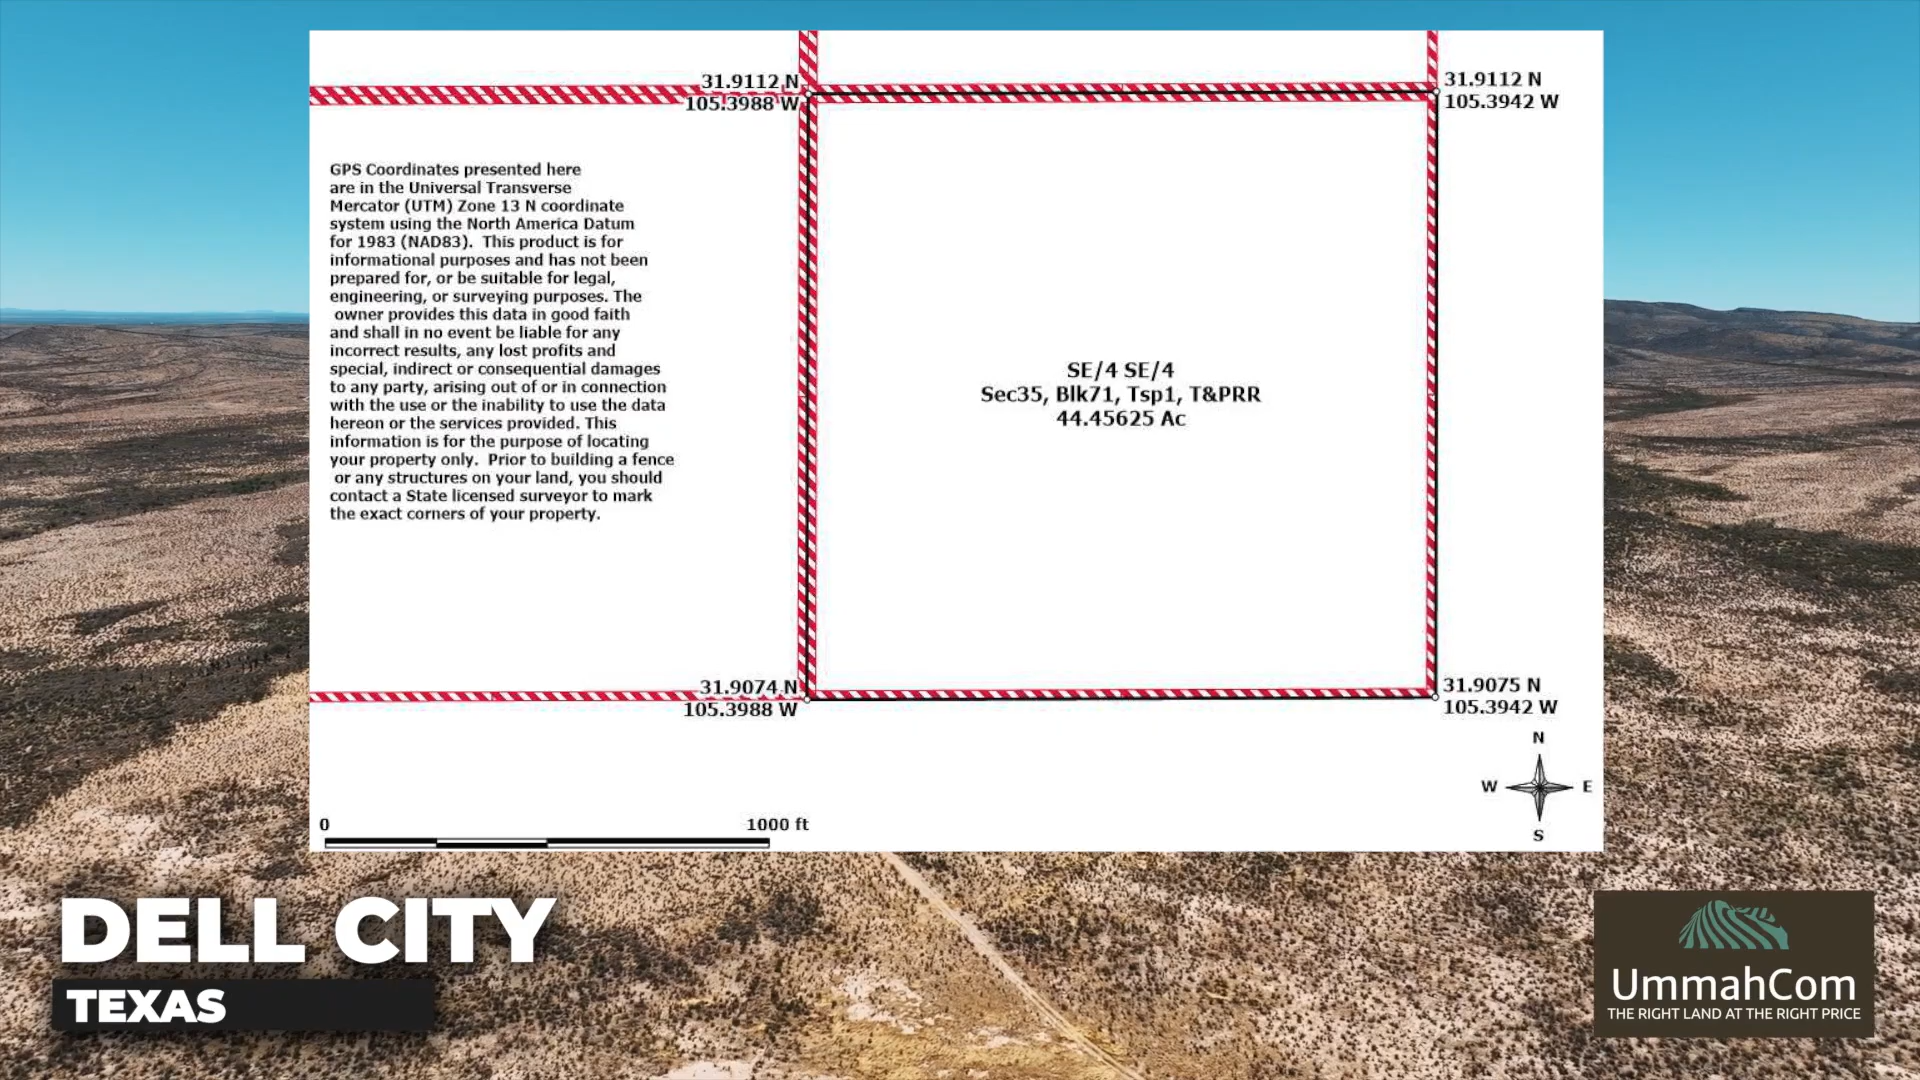 31.9112 N
105.3988 W
31.9112 N
105.3942 W
GPS Coordinates presented here
are in the Universal Transverse
Mercator (UTM) Zone 13 N coordinate
system using the North America Datum
for 1983 (NAD83).  This product is for
informational purposes and has not been
prepared for, or be suitable for legal,
engineering, or surveying purposes. The
owner provides this data in good faith
and shall in no event be liable for any
incorrect results, any lost profits and
special, indirect or consequential damages
to any party, arising out of or in connection
with the use or the inability to use the data
hereon or the services provided. This
information is for the purpose of locating
your property only.  Prior to building a fence
or any structures on your land, you should
contact a State licensed surveyor to mark
the exact corners of your property.
SE/4 SE/4
Sec35, Blk71, Tsp1, T&PRR
44.45625 Ac
31.9074 N
105.3988 W
31.9075 N
105.3942 W
N
W E
S
0 1000 ft
DELL CITY
TEXAS
UmmahCom
THE RIGHT LAND AT THE RIGHT PRICE